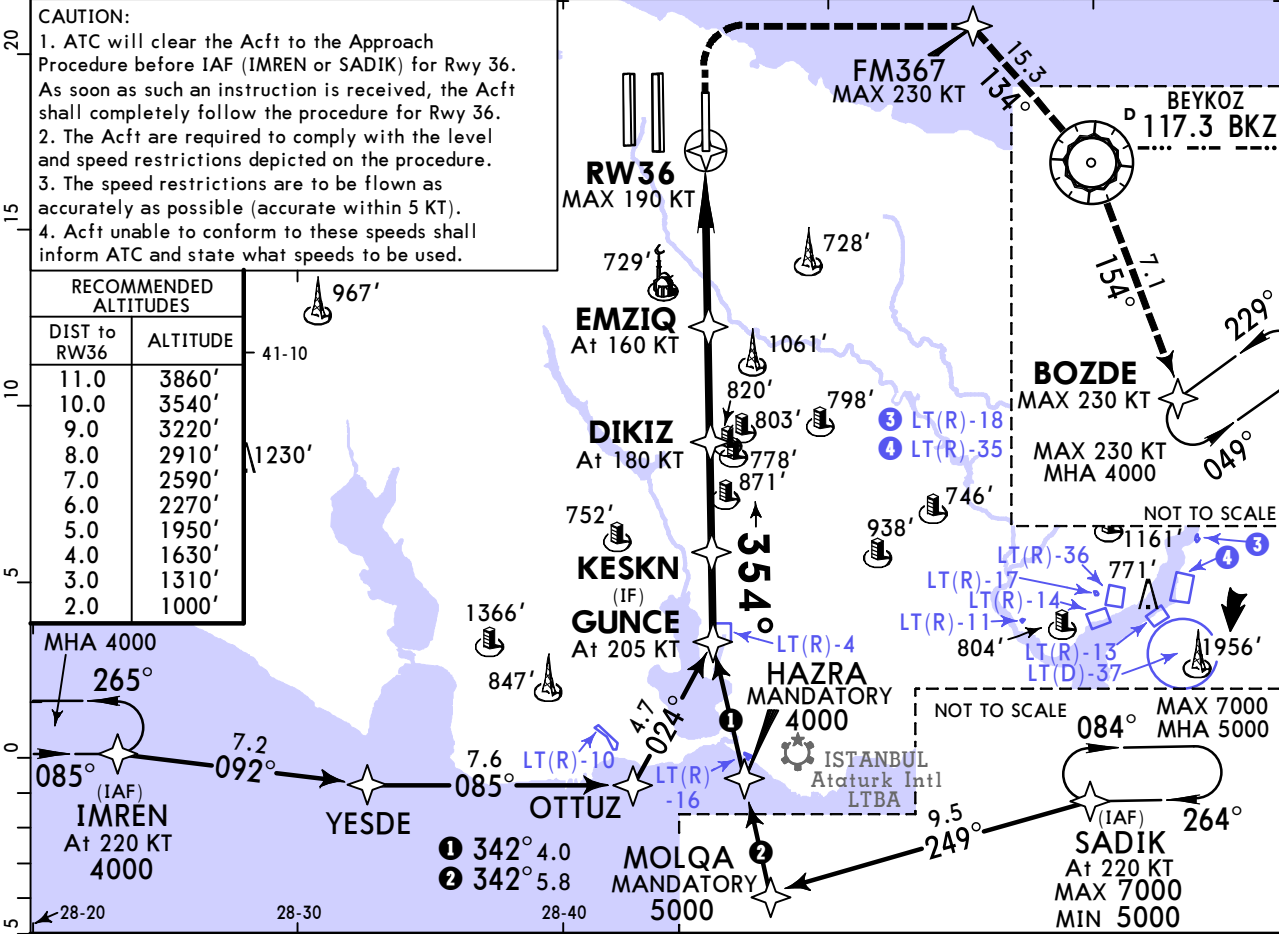 CAUTION:
1. ATC will clear the Acft to the Approach
Procedure before IAF (IMREN or SADIK) for Rwy 36.
As soon as such an instruction is received, the Acft
shall completely follow the procedure for Rwy 36.
2. The Acft are required to comply with the level
and speed restrictions depicted on the procedure.
3. The speed restrictions are to be flown as
accurately as possible (accurate within 5 KT).
4. Acft unable to conform to these speeds shall
inform ATC and state what speeds to be used.
RECOMMENDED
ALTITUDES
DIST to
RW36
ALTITUDE
11.0 3860'
10.0 3540'
9.0 3220'
8.0 2910'
7.0 2590'
6.0 2270'
5.0 1950'
4.0 1630'
3.0 1310'
2.0 1000'
20
15
10
5
0
5
FM367
MAX 230 KT
15.3
134°
BEYKOZ
D 117.3 BKZ
7.1
154°
229°
BOZDE
MAX 230 KT
MAX 230 KT
MHA 4000
049°
NOT TO SCALE
RW36
MAX 190 KT
728'
729'
967'
41-10
EMZIQ
At 160 KT
1061'
820'
803'
798'
3 LT(R)-18
4 LT(R)-35
DIKIZ
At 180 KT
778'
871'
1230'
752'
746'
938'
KESKN
(IF)
GUNCE
At 205 KT
354°
1366'
847'
LT(R)-4
LT(R)-36
LT(R)-17
LT(R)-14
LT(R)-11
804'
1161'
771'
3
4
LT(R)-13
LT(D)-37
1956'
MHA 4000
265°
085°
7.2
092°
(IAF)
IMREN
At 220 KT
4000
YESDE
7.6
085°
LT(R)-10
OTTUZ
4.7
024°
1
HAZRA
MANDATORY
4000
LT(R)
-16
ISTANBUL
Ataturk Intl
LTBA
1 342° 4.0
2 342° 5.8
2
MOLQA
MANDATORY
5000
NOT TO SCALE
MAX 7000
MHA 5000
084°
264°
9.5
249°
(IAF)
SADIK
At 220 KT
MAX 7000
MIN 5000
28-20
28-30
28-40